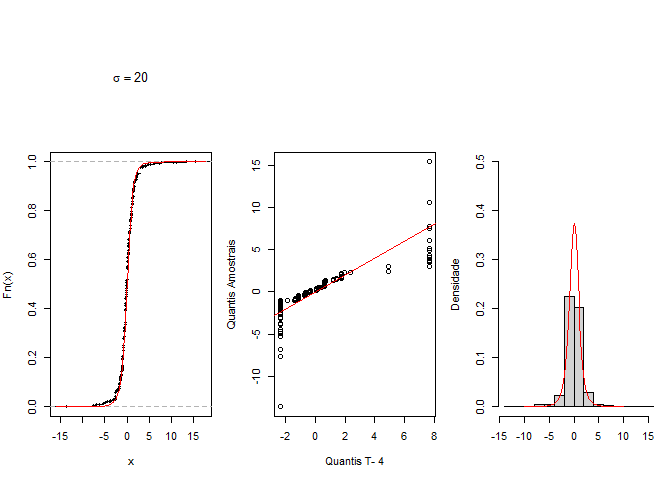 σ = 20
Fn(x)
0.0 0.2 0.4 0.6 0.8 1.0
-15 -5 0 5 10 15
x
Quantis Amostrais
-10 -5 0 5 10 15
-2 0 2 4 6 8
Quantis T- 4
Densidade
0.0 0.1 0.2 0.3 0.4 0.5
-15 -5 0 5 10 15